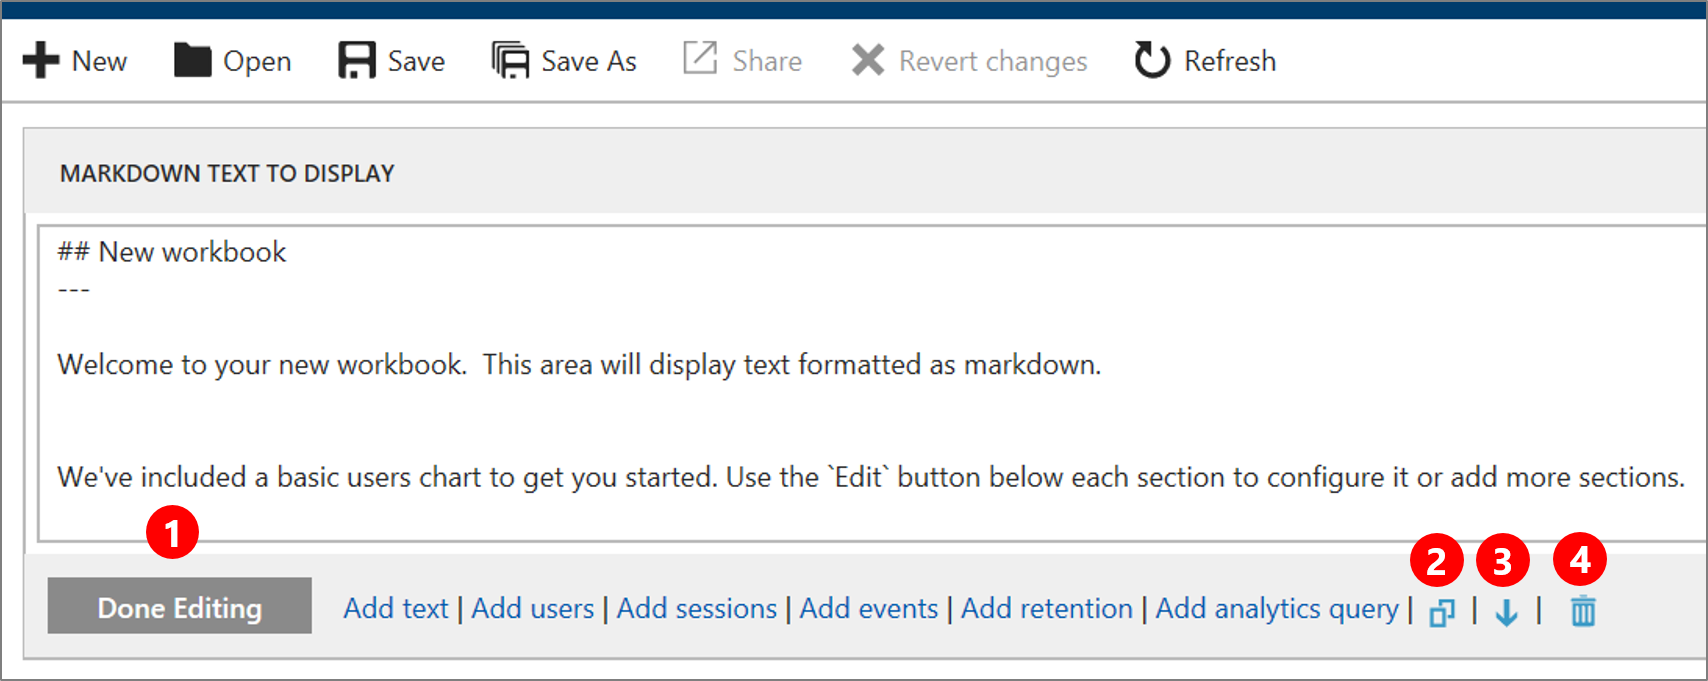 New Open Save Save As Share Revert changes Refresh
MARKDOWN TEXT TO DISPLAY
## New workbook
---
Welcome to your new workbook.  This area will display text formatted as markdown.
We've included a basic users chart to get you started. Use the `Edit` button below each section to configure it or add more sections.
1
2 3 4
Done Editing Add text | Add users | Add sessions | Add events | Add retention | Add analytics query | | |